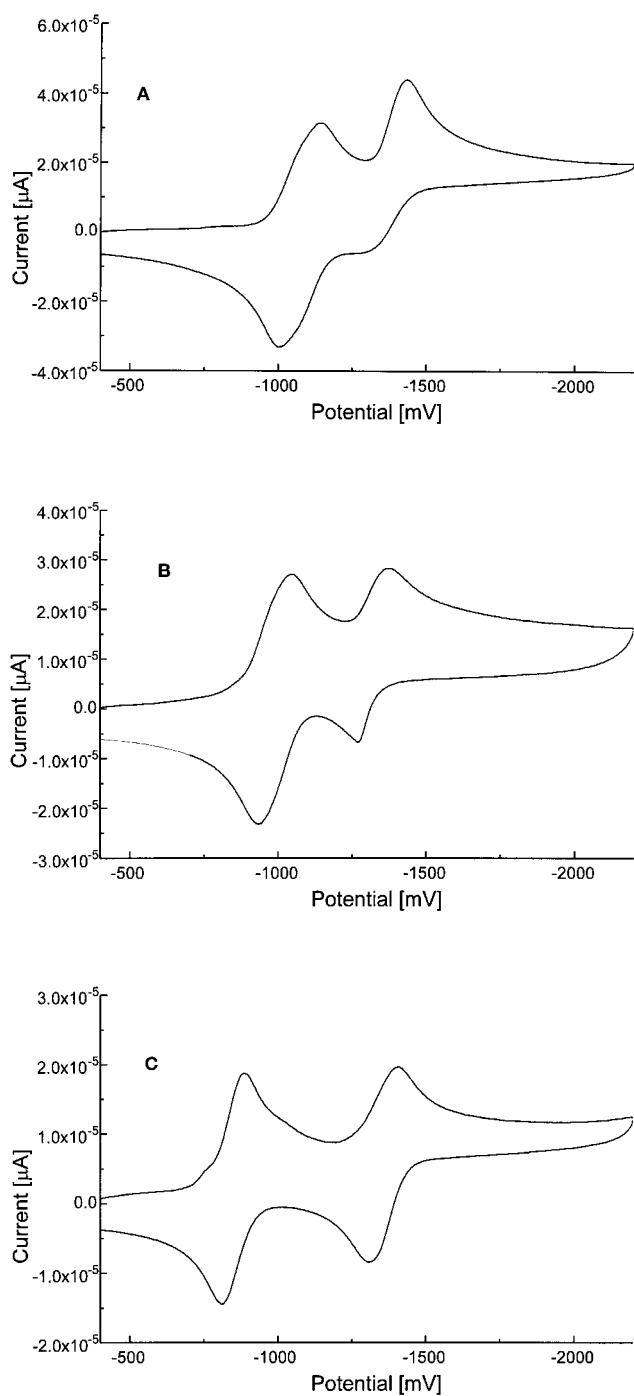 6.0x10⁻⁵
A
4.0x10⁻⁵
2.0x10⁻⁵
0.0
-2.0x10⁻⁵
-4.0x10⁻⁵
Current [µA]
-500 -1000 -1500 -2000
Potential [mV]
4.0x10⁻⁵
B
3.0x10⁻⁵
2.0x10⁻⁵
1.0x10⁻⁵
0.0
-1.0x10⁻⁵
-2.0x10⁻⁵
-3.0x10⁻⁵
Current [µA]
-500 -1000 -1500 -2000
Potential [mV]
3.0x10⁻⁵
C
2.0x10⁻⁵
1.0x10⁻⁵
0.0
-1.0x10⁻⁵
-2.0x10⁻⁵
Current [µA]
-500 -1000 -1500 -2000
Potential [mV]